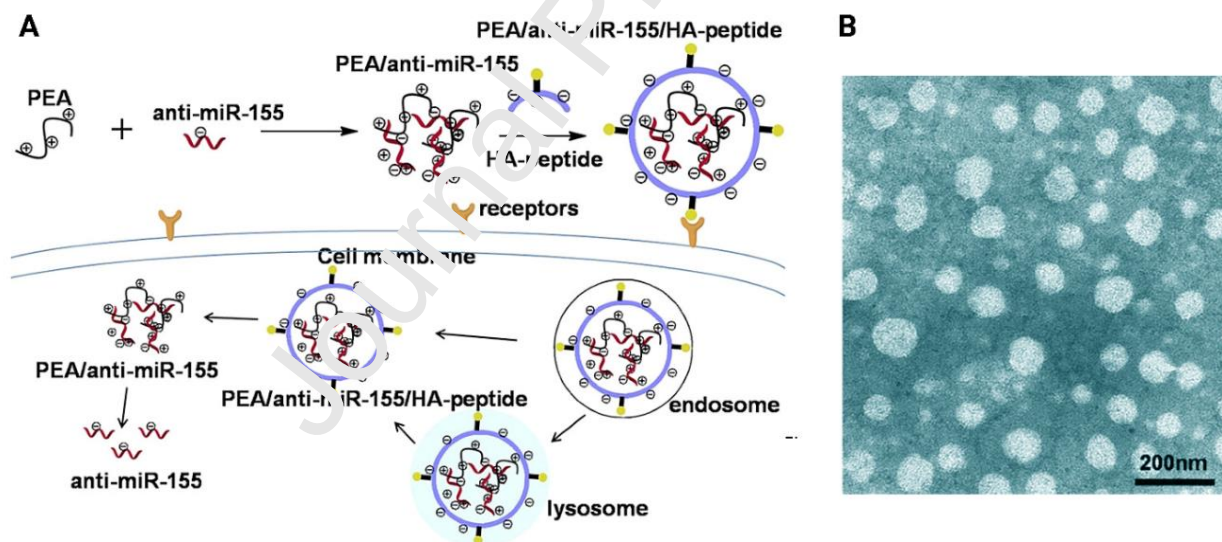 A
B
PEA/anti-miR-155/HA-peptide
PEA/anti-miR-155
PEA
anti-miR-155
+
HA-peptide
receptors
Cell membrane
PEA/anti-miR-155
PEA/anti-miR-155/HA-peptide
endosome
anti-miR-155
lysosome
200nm
Journal P